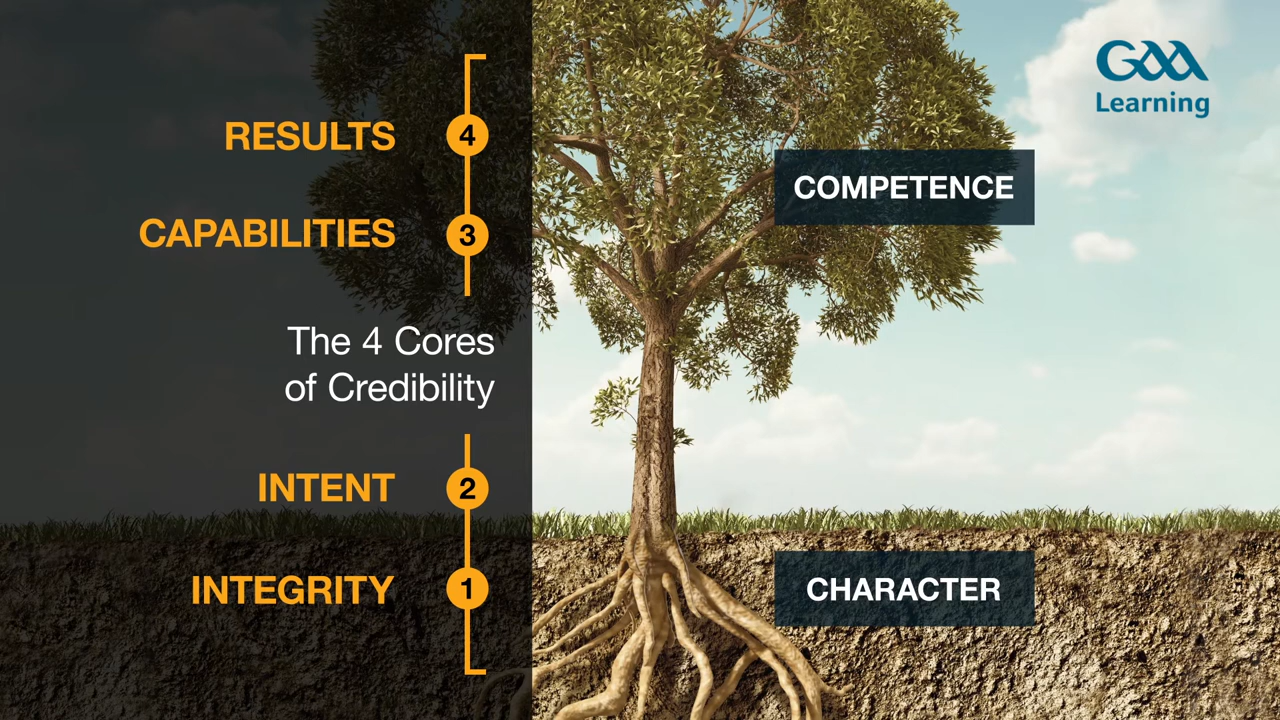 GAA
Learning
RESULTS 4
COMPETENCE
CAPABILITIES 3
The 4 Cores
of Credibility
INTENT 2
INTEGRITY 1
CHARACTER